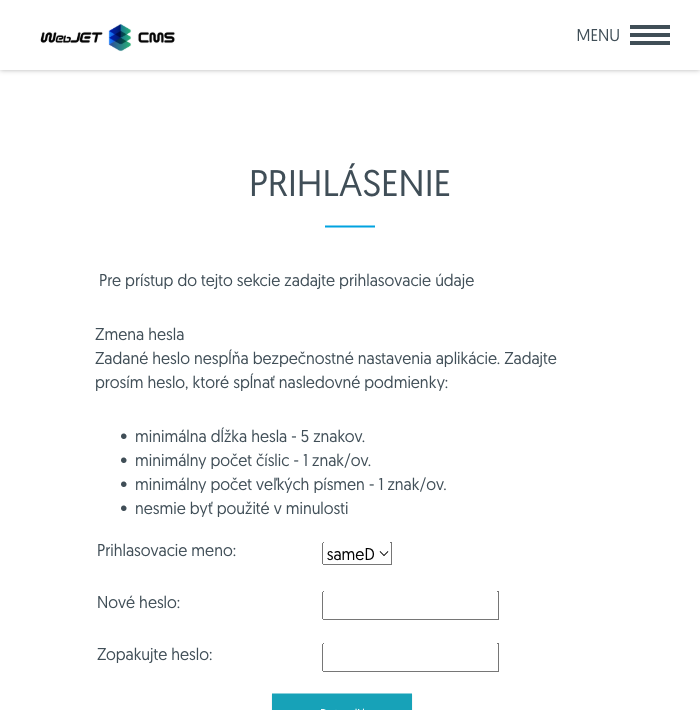 WebJET CMS
MENU
PRIHLÁSENIE
Pre prístup do tejto sekcie zadajte prihlasovacie údaje
Zmena hesla
Zadané heslo nespĺňa bezpečnostné nastavenia aplikácie. Zadajte
prosím heslo, ktoré spĺnať nasledovné podmienky:
• minimálna dĺžka hesla - 5 znakov.
• minimálny počet číslic - 1 znak/ov.
• minimálny počet veľkých písmen - 1 znak/ov.
• nesmie byť použité v minulosti
Prihlasovacie meno: sameD
Nové heslo:
Zopakujte heslo: